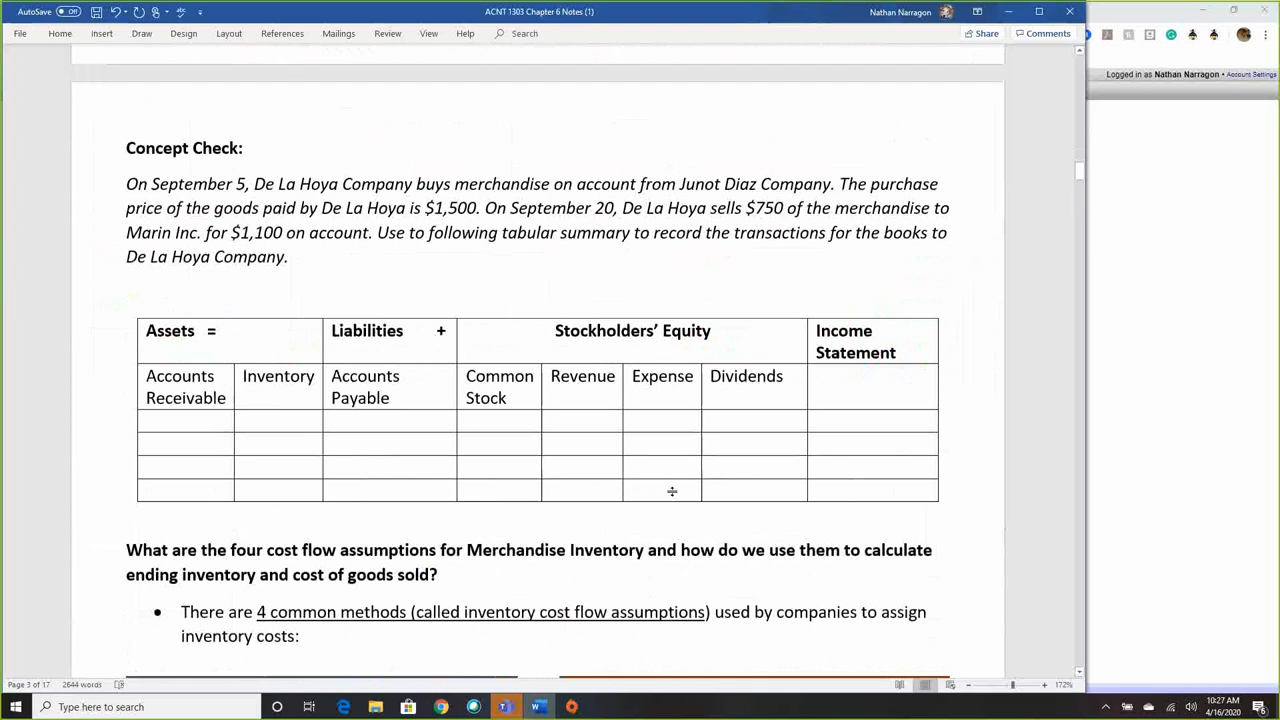 AutoSave Off
ACNT 1303 Chapter 6 Notes (1)
Nathan Narragon
File Home Insert Draw Design Layout References Mailings Review View Help Search Share Comments
Logged in as Nathan Narragon • Account Settings
Concept Check:
On September 5, De La Hoya Company buys merchandise on account from Junot Diaz Company. The purchase
price of the goods paid by De La Hoya is $1,500. On September 20, De La Hoya sells $750 of the merchandise to
Marin Inc. for $1,100 on account. Use to following tabular summary to record the transactions for the books to
De La Hoya Company.
Assets = Liabilities + Stockholders' Equity Income
Statement
Accounts Inventory Accounts Common Revenue Expense Dividends
Receivable Payable Stock
What are the four cost flow assumptions for Merchandise Inventory and how do we use them to calculate
ending inventory and cost of goods sold?
• There are 4 common methods (called inventory cost flow assumptions) used by companies to assign
inventory costs:
Page 3 of 17 2644 words 172%
Type here to search
10:27 AM
4/16/2020